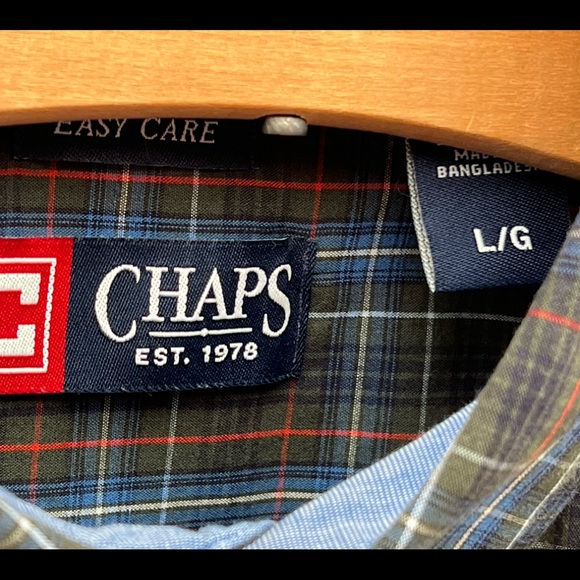 EASY CARE
C
CHAPS
EST. 1978
BANGLADESH
L/G